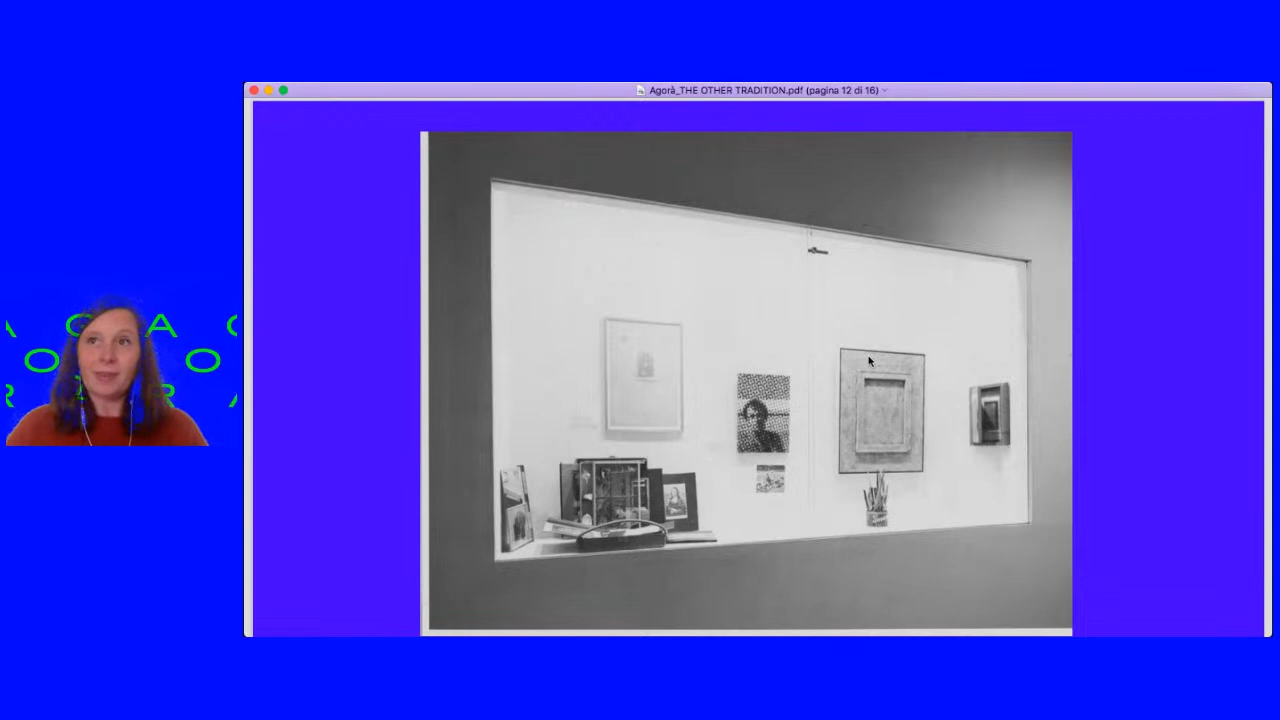 Agorà_THE OTHER TRADITION.pdf (pagina 12 di 16)
A G A G
O O
R R A